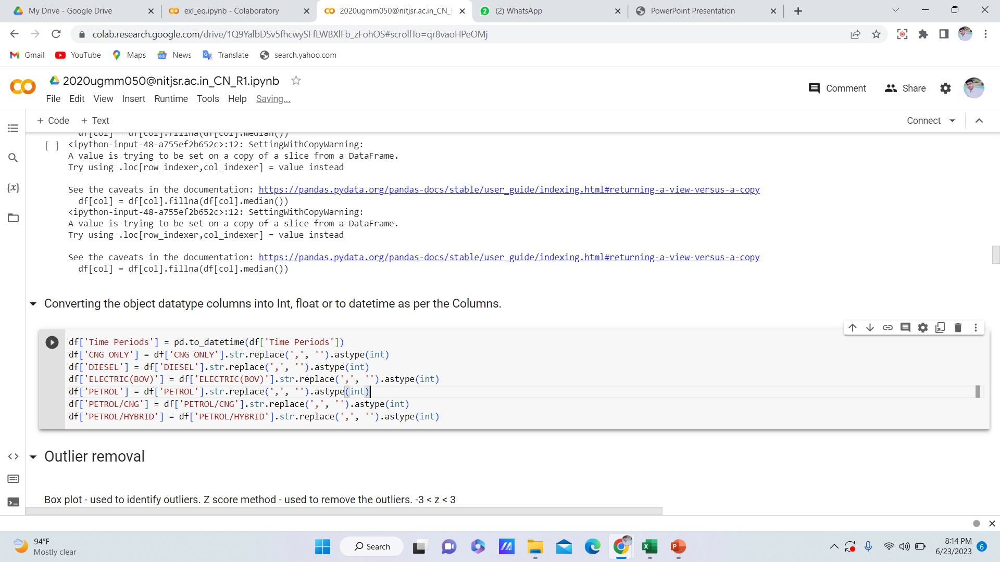 My Drive - Google Drive
exl_eq.ipynb - Colaboratory
2020ugmm050@nitjsr.ac.in_CN_R
(2) WhatsApp
PowerPoint Presentation
colab.research.google.com/drive/1Q9YalbDSv5fhcwySFfLWBXlFb_zFohOS#scrollTo=qr8vaoHPeOMj
Gmail
YouTube
Maps
News
Translate
search.yahoo.com
2020ugmm050@nitjsr.ac.in_CN_R1.ipynb
Comment
Share
File Edit View Insert Runtime Tools Help Saving...
+ Code + Text
Connect
df[col] = df[col].fillna(df[col].median())
[ ] <ipython-input-48-a755ef2b652c>:12: SettingWithCopyWarning:
A value is trying to be set on a copy of a slice from a DataFrame.
Try using .loc[row_indexer,col_indexer] = value instead
See the caveats in the documentation: https://pandas.pydata.org/pandas-docs/stable/user_guide/indexing.html#returning-a-view-versus-a-copy
df[col] = df[col].fillna(df[col].median())
<ipython-input-48-a755ef2b652c>:12: SettingWithCopyWarning:
A value is trying to be set on a copy of a slice from a DataFrame.
Try using .loc[row_indexer,col_indexer] = value instead
See the caveats in the documentation: https://pandas.pydata.org/pandas-docs/stable/user_guide/indexing.html#returning-a-view-versus-a-copy
df[col] = df[col].fillna(df[col].median())
Converting the object datatype columns into Int, float or to datetime as per the Columns.
df['Time Periods'] = pd.to_datetime(df['Time Periods'])
df['CNG ONLY'] = df['CNG ONLY'].str.replace(',', '').astype(int)
df['DIESEL'] = df['DIESEL'].str.replace(',', '').astype(int)
df['ELECTRIC(BOV)'] = df['ELECTRIC(BOV)'].str.replace(',', '').astype(int)
df['PETROL'] = df['PETROL'].str.replace(',', '').astype(int)
df['PETROL/CNG'] = df['PETROL/CNG'].str.replace(',', '').astype(int)
df['PETROL/HYBRID'] = df['PETROL/HYBRID'].str.replace(',', '').astype(int)
Outlier removal
Box plot - used to identify outliers. Z score method - used to remove the outliers. -3 < z < 3
94°F
Mostly clear
Search
8:14 PM
6/23/2023
6